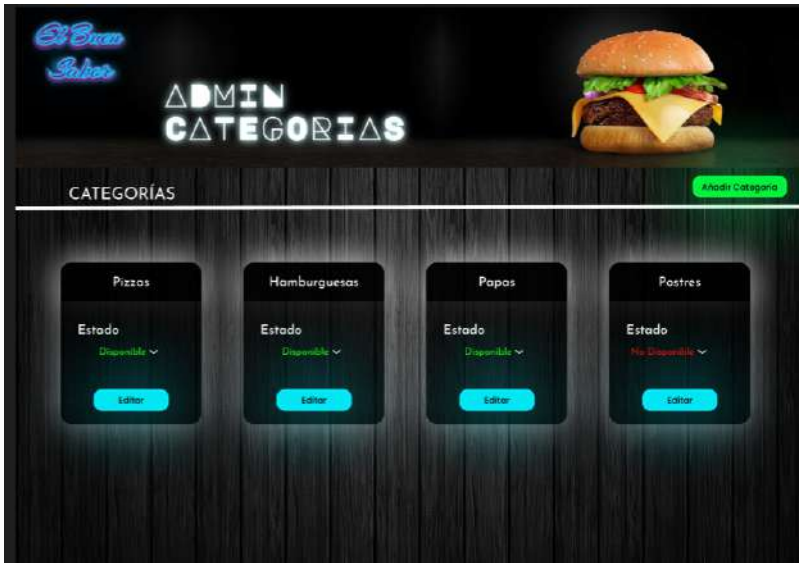 El Buen
Sabor
ADMIN
CATEGORIAS
CATEGORÍAS
Añadir Categoria
Pizzas
Hamburguesas
Papas
Postres
Estado
Estado
Estado
Estado
Disponible
Disponible
Disponible
No Disponible
Editar
Editar
Editar
Editar